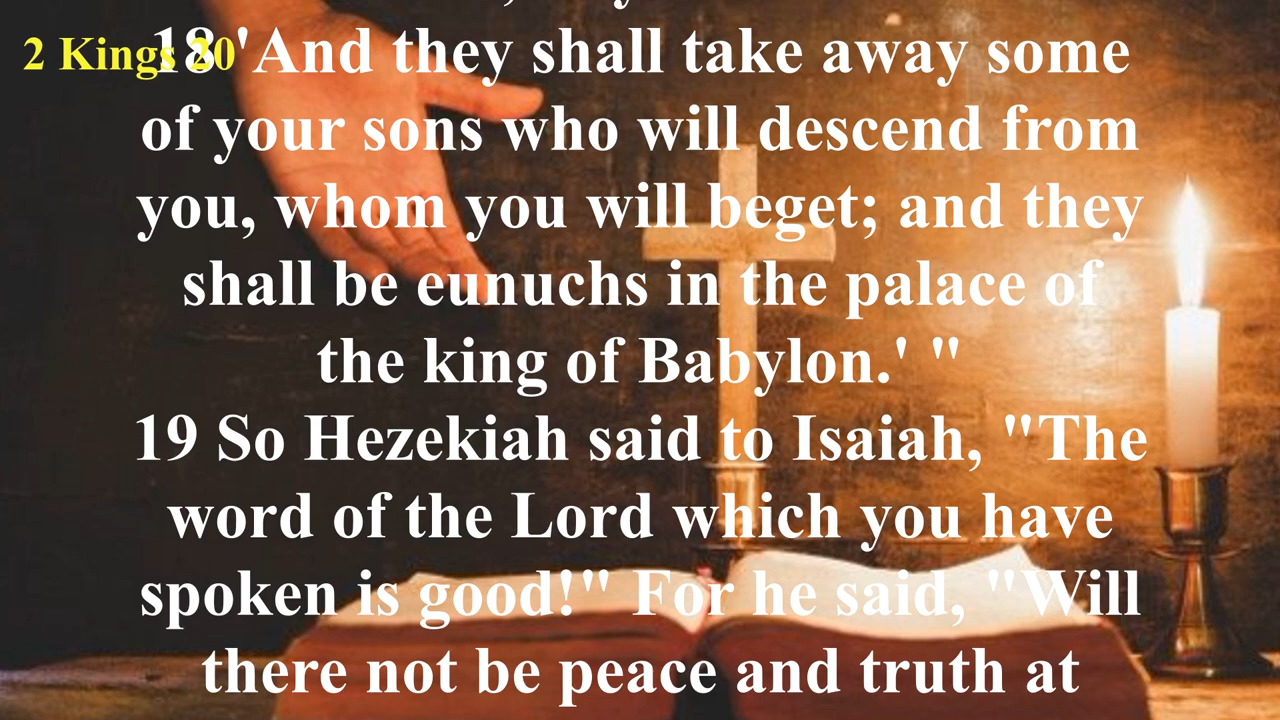 2 Kings 20
18 'And they shall take away some
of your sons who will descend from
you, whom you will beget; and they
shall be eunuchs in the palace of
the king of Babylon.' "
19 So Hezekiah said to Isaiah, "The
word of the Lord which you have
spoken is good!" For he said, "Will
there not be peace and truth at